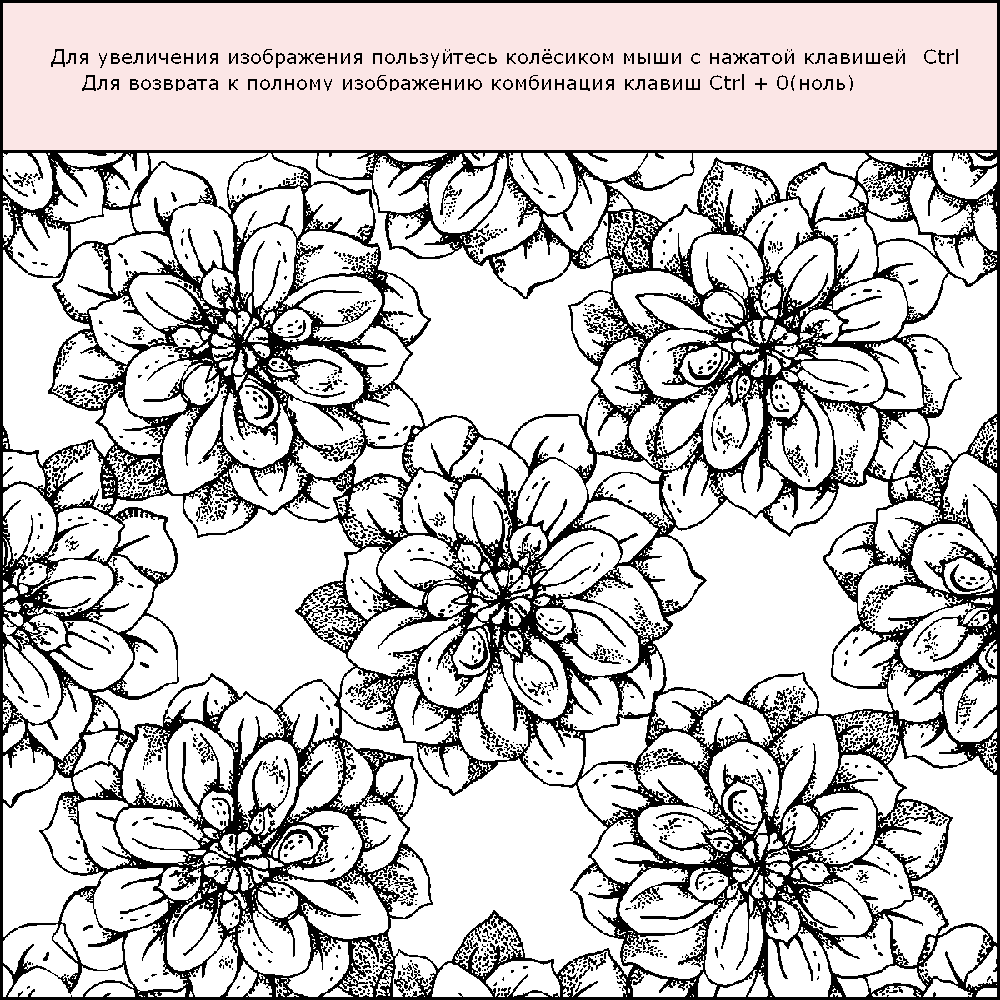 Для увеличения изображения пользуйтесь колёсиком мыши с нажатой клавишей Ctrl
Для возврата к полному изображению комбинация клавиш Ctrl + 0(ноль)